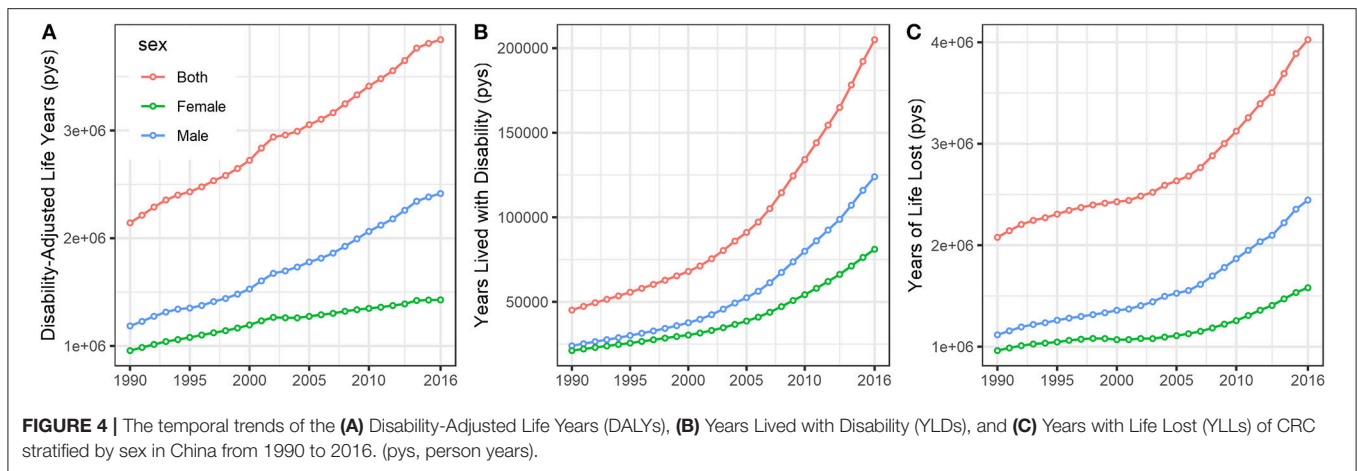 A
Disability-Adjusted Life Years (pys)
sex
Both
Female
Male
3e+06
2e+06
1e+06
1990 1995 2000 2005 2010 2016
B
Years Lived with Disability (pys)
200000
150000
100000
50000
1990 1995 2000 2005 2010 2016
C
Years of Life Lost (pys)
4e+06
3e+06
2e+06
1e+06
1990 1995 2000 2005 2010 2016
FIGURE 4 | The temporal trends of the (A) Disability-Adjusted Life Years (DALYs), (B) Years Lived with Disability (YLDs), and (C) Years with Life Lost (YLLs) of CRC
stratified by sex in China from 1990 to 2016. (pys, person years).